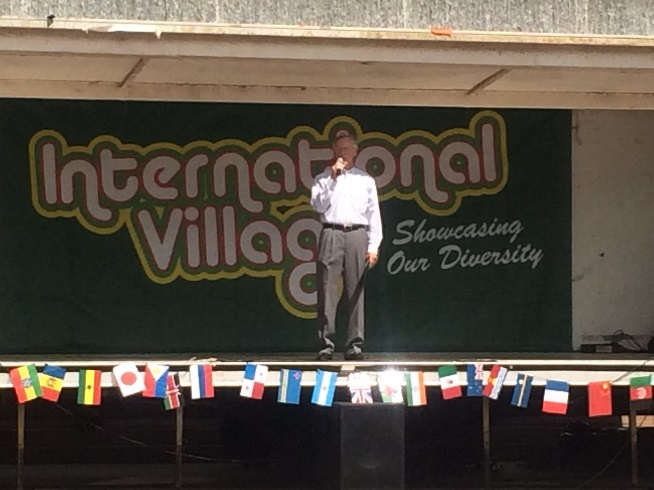 International
Village
Showcasing
Our Diversity